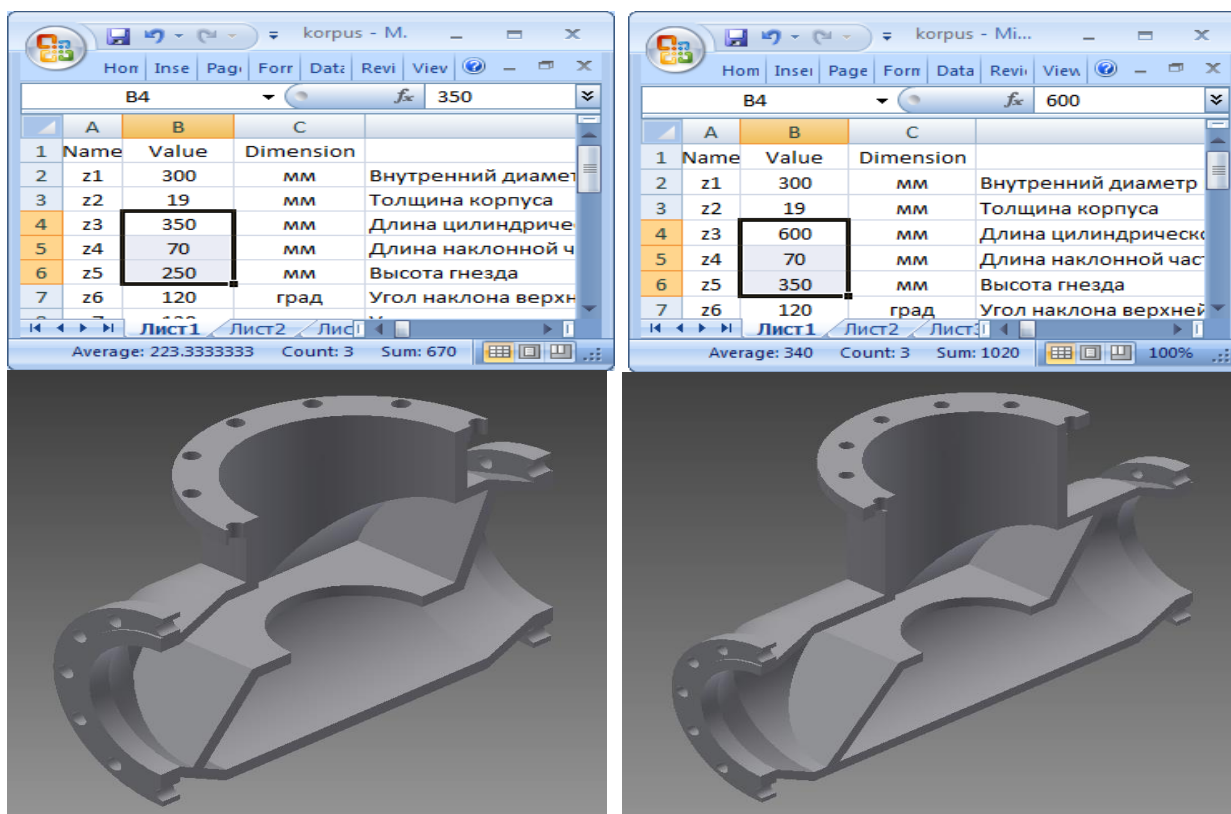 korpus - M.
Hon Inse Pag Forr Data Revi View
B4 fx 350
A B C
1 Name Value Dimension
2 z1 300 мм Внутренний диамет
3 z2 19 мм Толщина корпуса
4 z3 350 мм Длина цилиндриче
5 z4 70 мм Длина наклонной ч
6 z5 250 мм Высота гнезда
7 z6 120 град Угол наклона верхн
Лист1 Лист2 Лис
Average: 223.3333333 Count: 3 Sum: 670
korpus - Mi...
Hom Inser Page Form Data Revi View
B4 fx 600
A B C
1 Name Value Dimension
2 z1 300 мм Внутренний диаметр
3 z2 19 мм Толщина корпуса
4 z3 600 мм Длина цилиндрическ
5 z4 70 мм Длина наклонной час
6 z5 350 мм Высота гнезда
7 z6 120 град Угол наклона верхней
Лист1 Лист2 Лист
Average: 340 Count: 3 Sum: 1020 100%